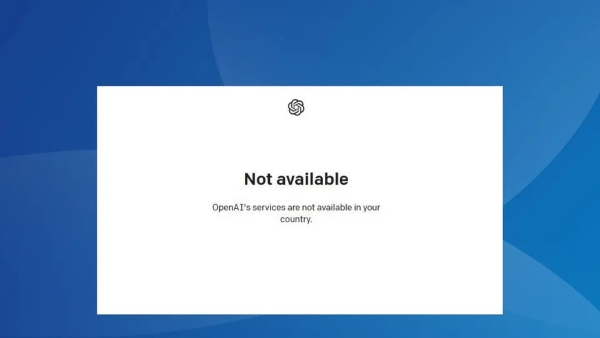 Not available
OpenAI's services are not available in your
country.